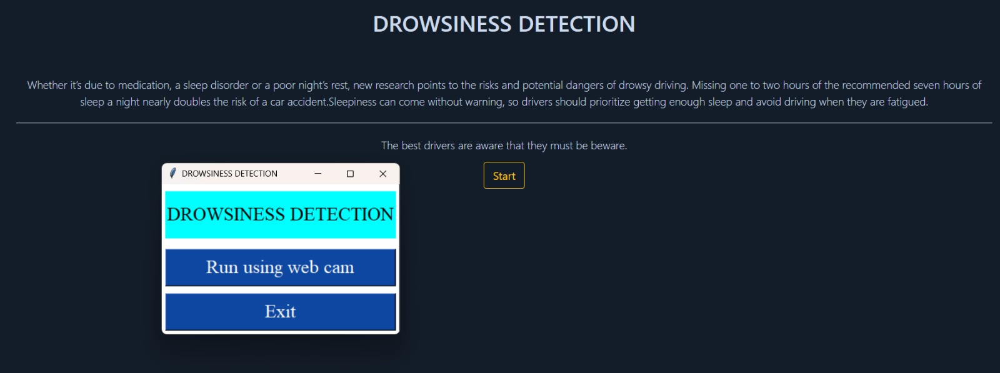 DROWSINESS DETECTION
Whether it's due to medication, a sleep disorder or a poor night's rest, new research points to the risks and potential dangers of drowsy driving. Missing one to two hours of the recommended seven hours of
sleep a night nearly doubles the risk of a car accident.Sleepiness can come without warning, so drivers should prioritize getting enough sleep and avoid driving when they are fatigued.
The best drivers are aware that they must be beware.
Start
DROWSINESS DETECTION
DROWSINESS DETECTION
Run using web cam
Exit